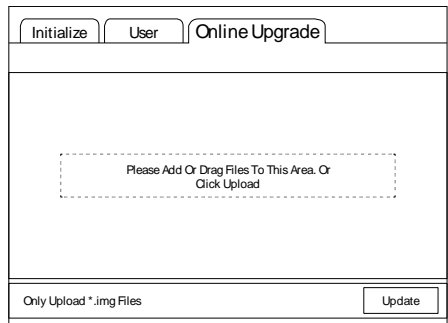 Initialize User Online Upgrade
Please Add Or Drag Files To This Area. Or
Click Upload
Only Upload *.img Files Update